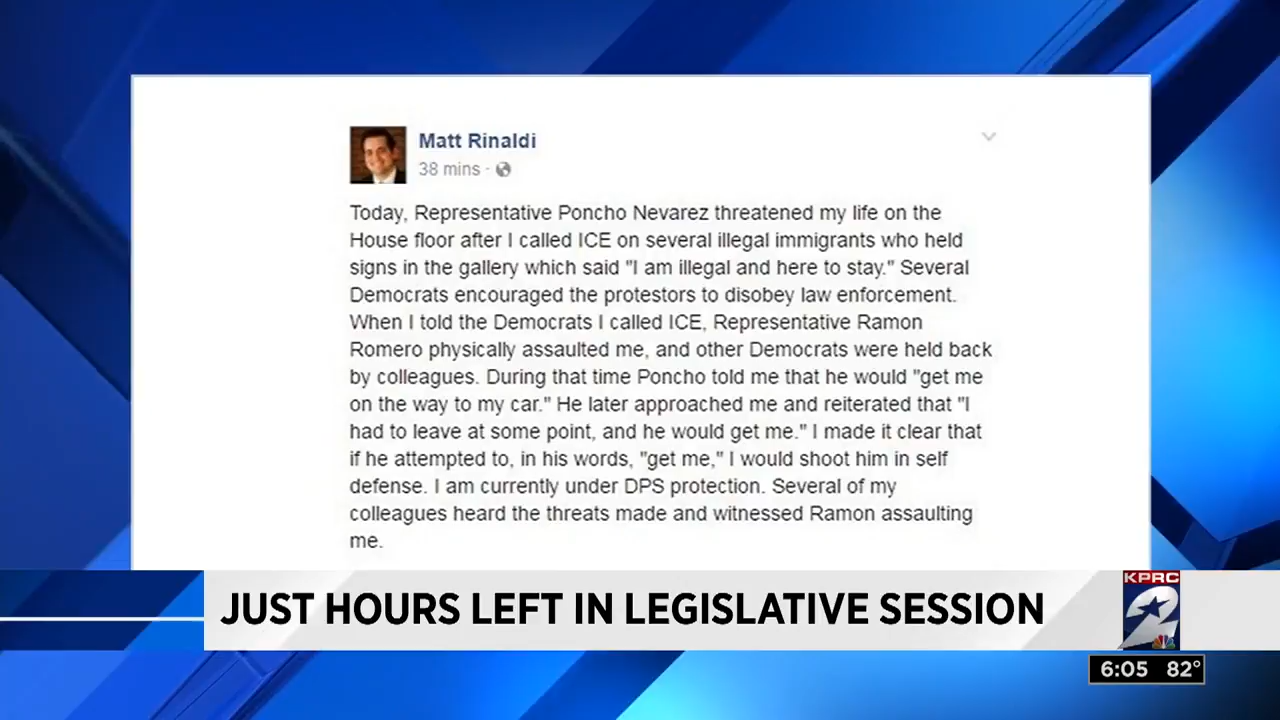 Matt Rinaldi
38 mins ·
Today, Representative Poncho Nevarez threatened my life on the
House floor after I called ICE on several illegal immigrants who held
signs in the gallery which said "I am illegal and here to stay." Several
Democrats encouraged the protestors to disobey law enforcement.
When I told the Democrats I called ICE, Representative Ramon
Romero physically assaulted me, and other Democrats were held back
by colleagues. During that time Poncho told me that he would "get me
on the way to my car." He later approached me and reiterated that "I
had to leave at some point, and he would get me." I made it clear that
if he attempted to, in his words, "get me," I would shoot him in self
defense. I am currently under DPS protection. Several of my
colleagues heard the threats made and witnessed Ramon assaulting
me.
JUST HOURS LEFT IN LEGISLATIVE SESSION
KPRC
2
6:05 82°